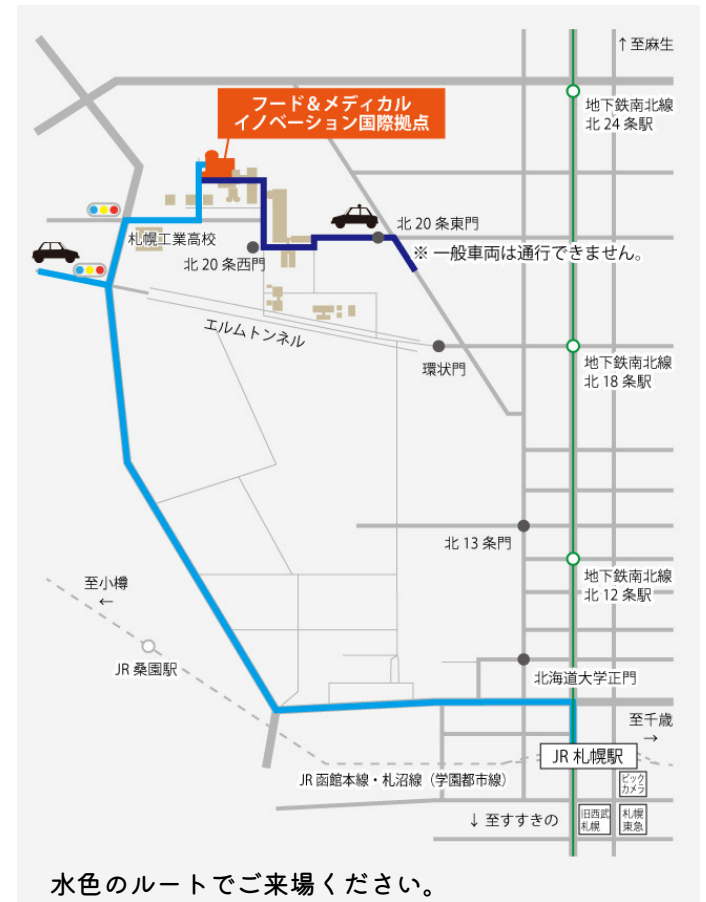 ↑至麻生
地下鉄南北線
北24条駅
フード＆メディカル
イノベーション国際拠点
北20条東門
※ 一般車両は通行できません。
札幌工業高校
北20条西門
エルムトンネル
環状門
地下鉄南北線
北18条駅
北13条門
地下鉄南北線
北12条駅
至小樽
←
JR桑園駅
北海道大学正門
至千歳
→
JR札幌駅
JR函館本線・札沼線（学園都市線）
ビック
カメラ
↓至すすきの
旧西武
札幌
札幌
東急
水色のルートでご来場ください。